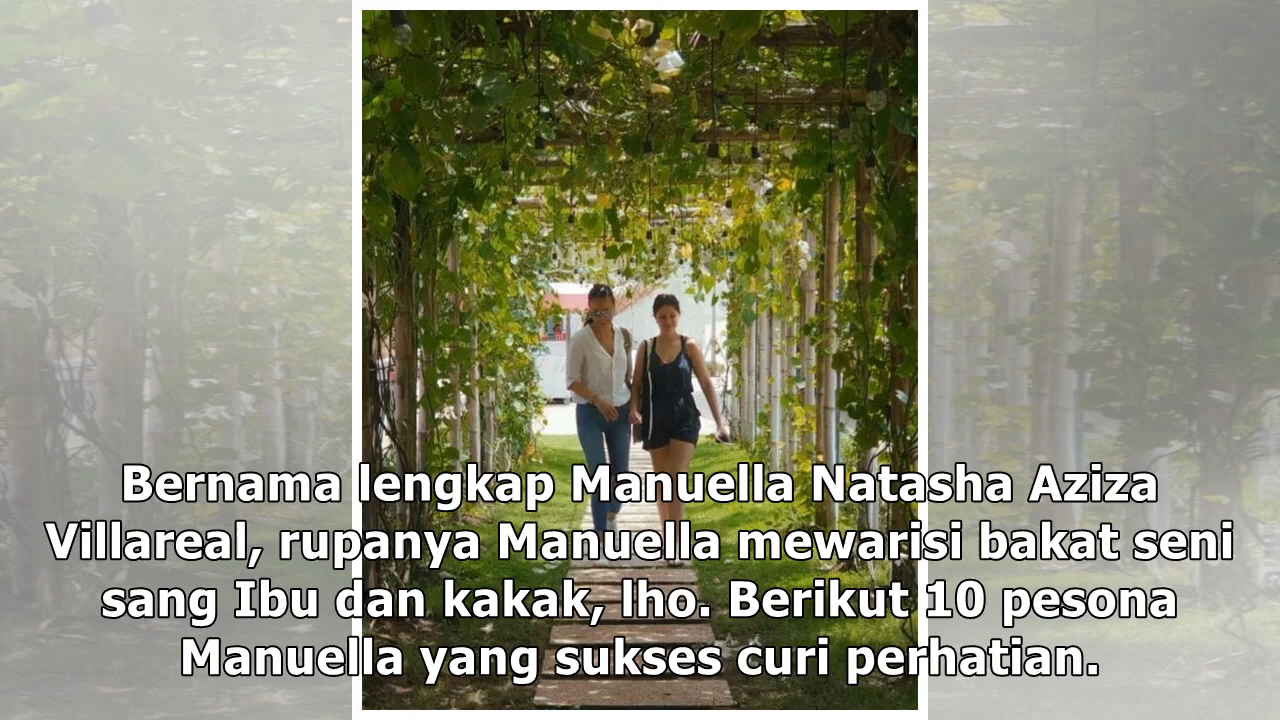 Bernama lengkap Manuella Natasha Aziza
Villareal, rupanya Manuella mewarisi bakat seni
sang Ibu dan kakak, lho. Berikut 10 pesona
Manuella yang sukses curi perhatian.